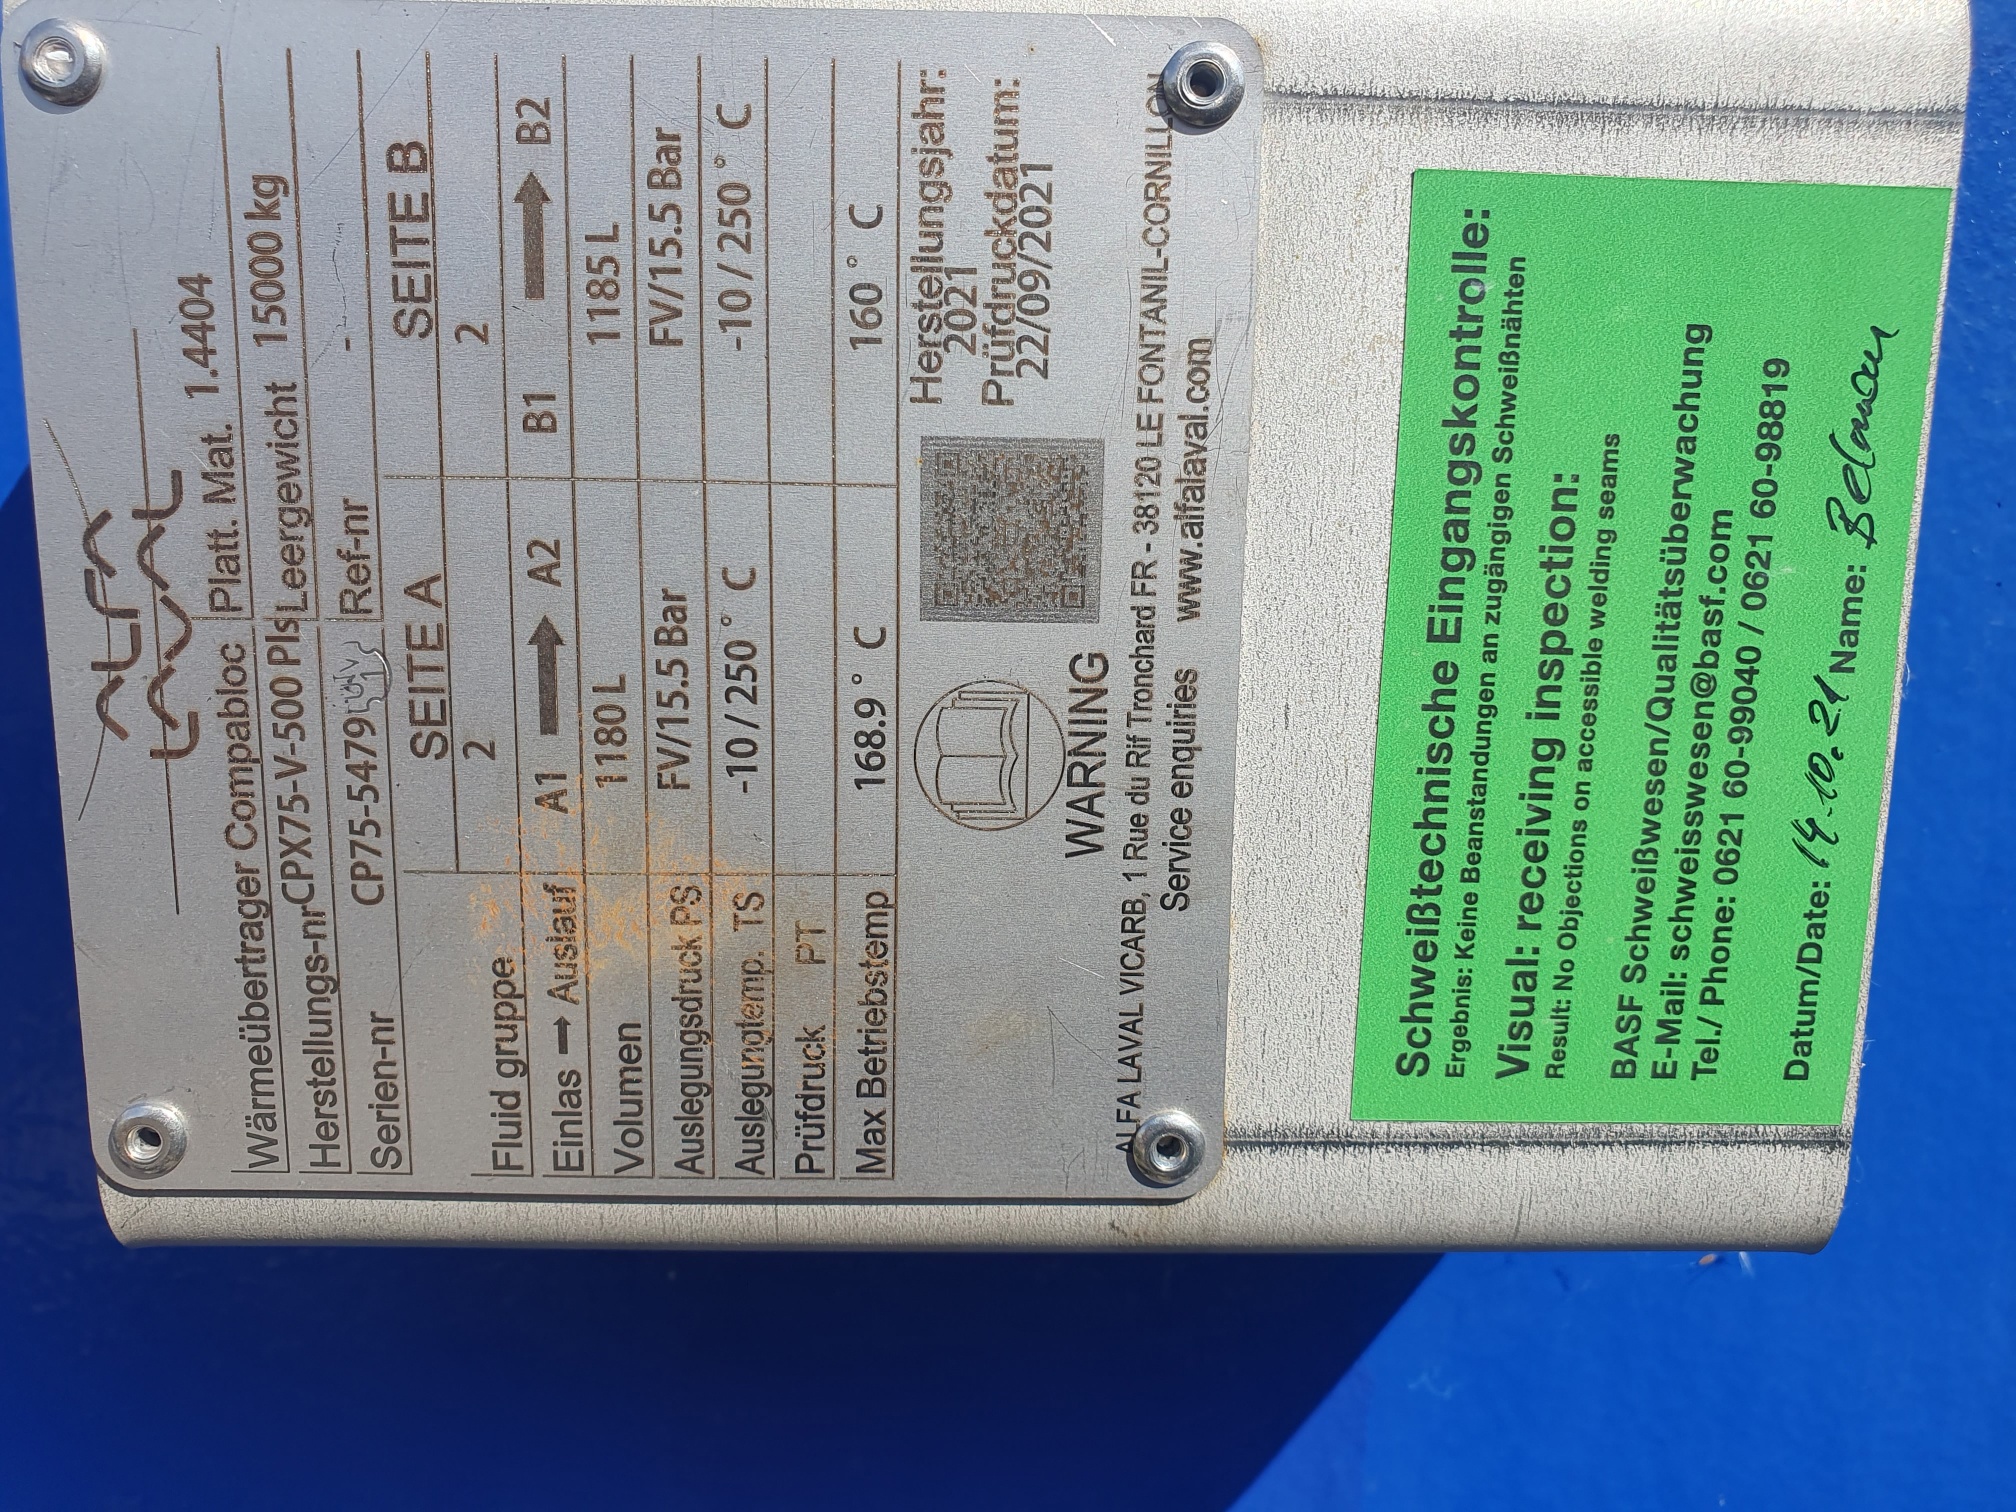 ALFA
LAVAL
Wärmeübertrager Compabloc Platt. Mat. 1.4404
Herstellungs-nr CPX75-V-500 Pls Leergewicht 15000 kg
Serien-nr CP75-54791 Ref-nr -
SEITE A SEITE B
Fluid gruppe 2 2
Einlas → Auslauf A1 → A2 B1 → B2
Volumen 1180 L 1185 L
Auslegungsdruck PS FV/15.5 Bar FV/15.5 Bar
Auslegungtemp. TS -10 / 250 ° C -10 / 250 ° C
Prüfdruck PT
Max Betriebstemp 168.9 ° C 160 ° C
Herstellungsjahr:
2021
Prüfdruckdatum:
22/09/2021
WARNING
ALFA LAVAL VICARB, 1 Rue du Rif Tronchard FR - 38120 LE FONTANIL-CORNILLON
Service enquiries www.alfalaval.com
Schweißtechnische Eingangskontrolle:
Ergebnis: Keine Beanstandungen an zugängigen Schweißnähten
Visual: receiving inspection:
Result: No Objections on accessible welding seams
BASF Schweißwesen/Qualitätsüberwachung
E-Mail: schweisswesen@basf.com
Tel./ Phone: 0621 60-99040 / 0621 60-98819
Datum/Date: 14.10.21 Name: